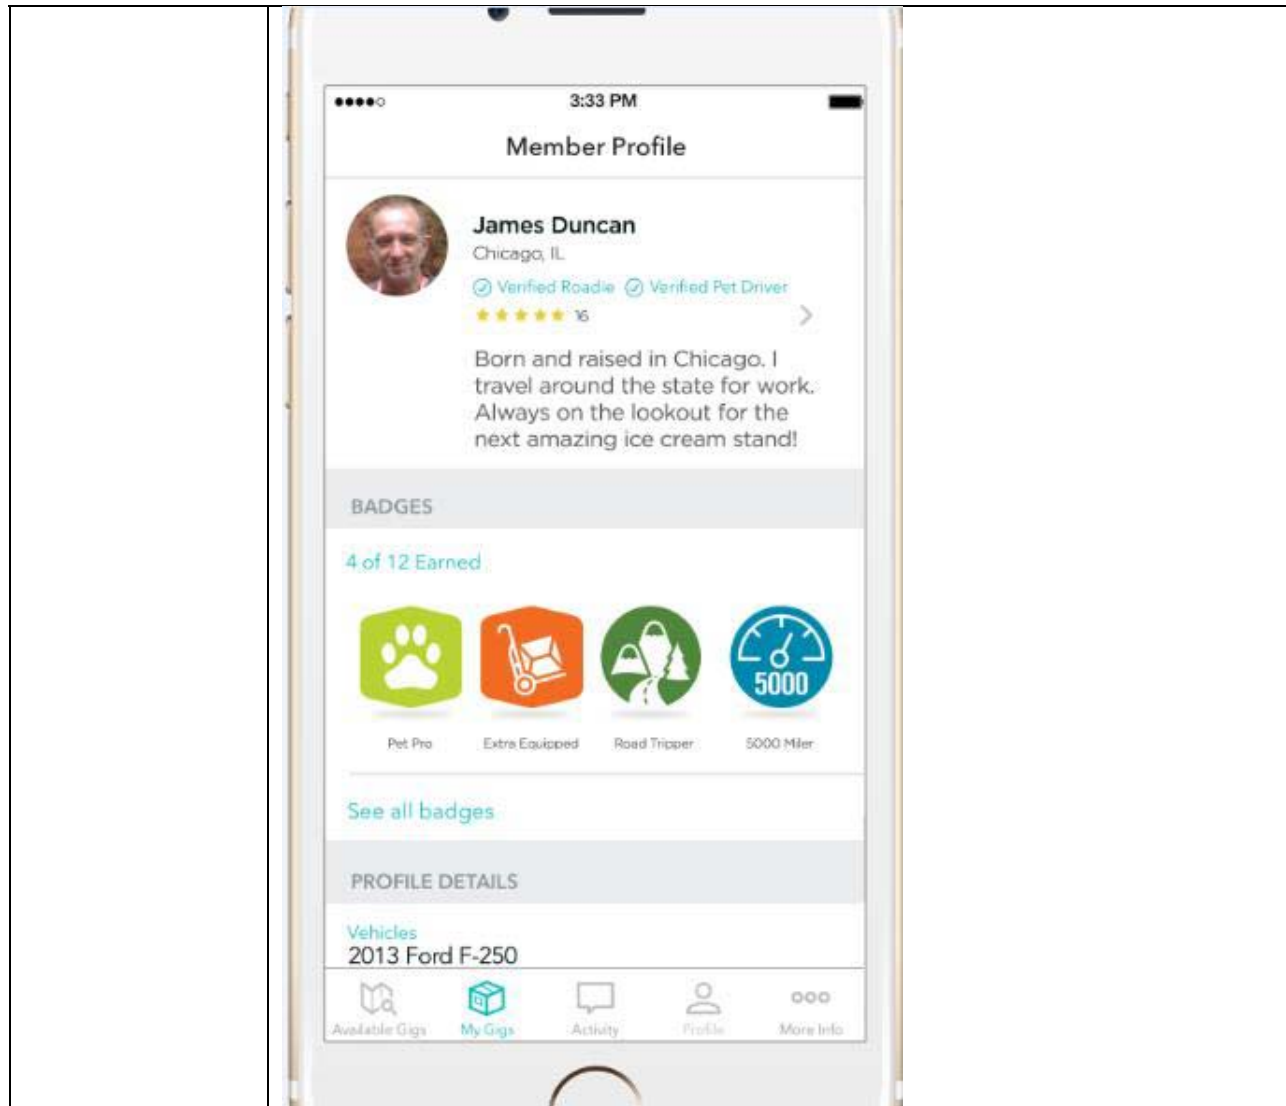 3:33 PM
Member Profile
James Duncan
Chicago, IL
Verified Roadie Verified Pet Driver
16
Born and raised in Chicago. I
travel around the state for work.
Always on the lookout for the
next amazing ice cream stand!
BADGES
4 of 12 Earned
5000
Pet Pro Extra Equipped Road Tripper 5000 Miler
See all badges
PROFILE DETAILS
Vehicles
2013 Ford F-250
Available Gigs My Gigs Activity Profile More Info